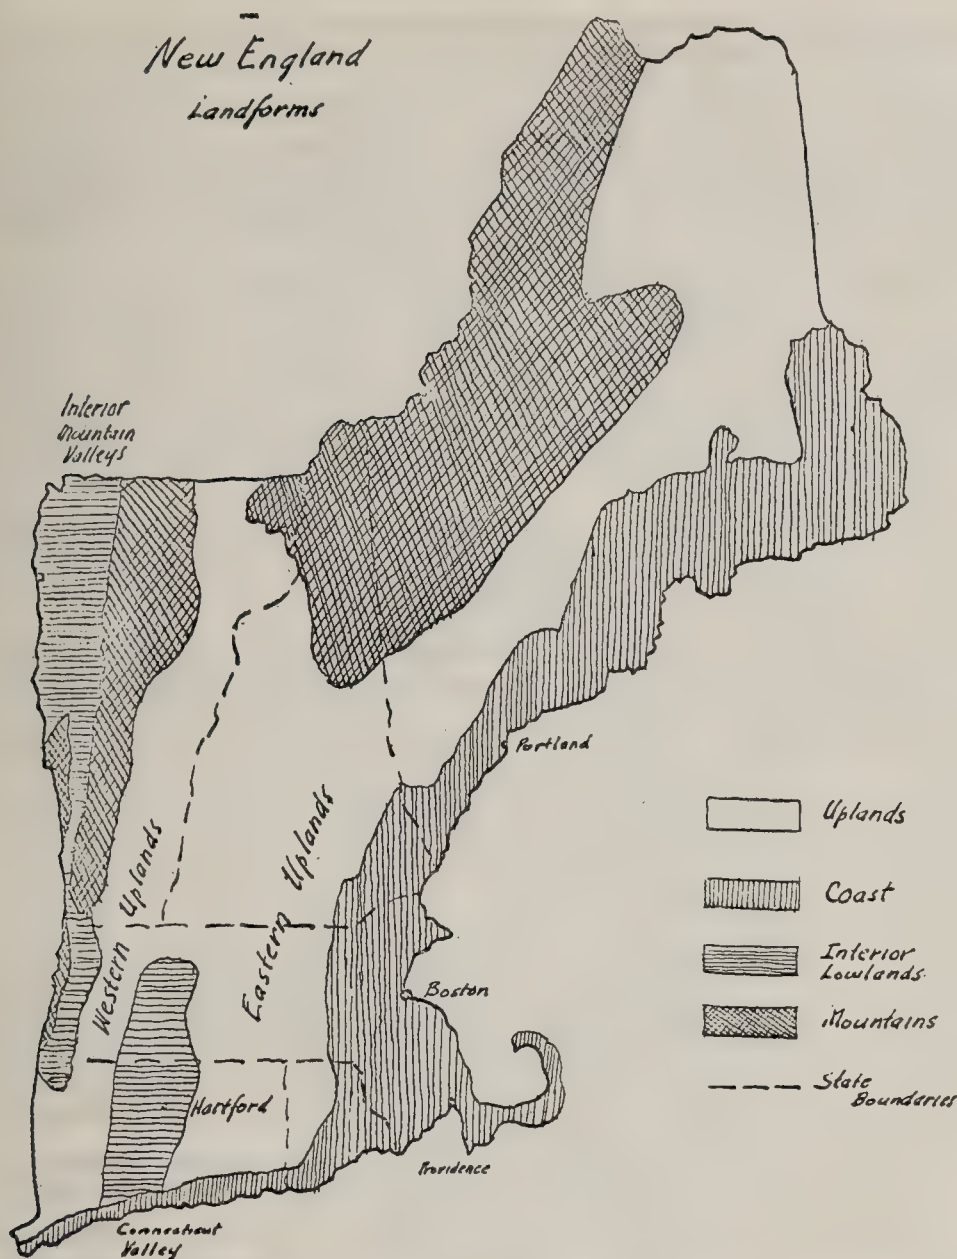 New England
Landforms
Interior
Mountain
Valleys
Portland
Western Uplands
Eastern Uplands
Boston
Hartford
Providence
Connecticut
Valley
Uplands
Coast
Interior
Lowlands.
Mountains
State
Boundaries